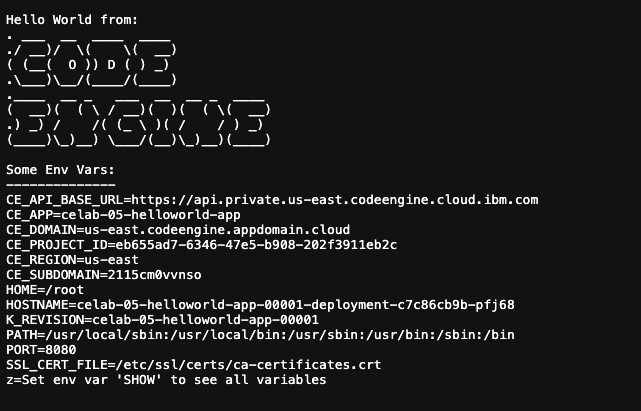 Hello World from:
. ___  __  ____  ____
./ __)/  \(    \(  __)
( (__(  O )) D ( ) _)
.\___)\__/(____/(____)
.____  __ _   ___  __  __ _  ____
(  __)(  ( \ / __)(  )(  ( \(  __)
.) _) /    /( (_ \ )( /    / ) _)
(____)\_)__) \___/(__)\_)__)(____)
Some Env Vars:
--------------
CE_API_BASE_URL=https://api.private.us-east.codeengine.cloud.ibm.com
CE_APP=celab-05-helloworld-app
CE_DOMAIN=us-east.codeengine.appdomain.cloud
CE_PROJECT_ID=eb655ad7-6346-47e5-b908-202f3911eb2c
CE_REGION=us-east
CE_SUBDOMAIN=2115cm0vvnso
HOME=/root
HOSTNAME=celab-05-helloworld-app-00001-deployment-c7c86cb9b-pfj68
K_REVISION=celab-05-helloworld-app-00001
PATH=/usr/local/sbin:/usr/local/bin:/usr/sbin:/usr/bin:/sbin:/bin
PORT=8080
SSL_CERT_FILE=/etc/ssl/certs/ca-certificates.crt
z=Set env var 'SHOW' to see all variables